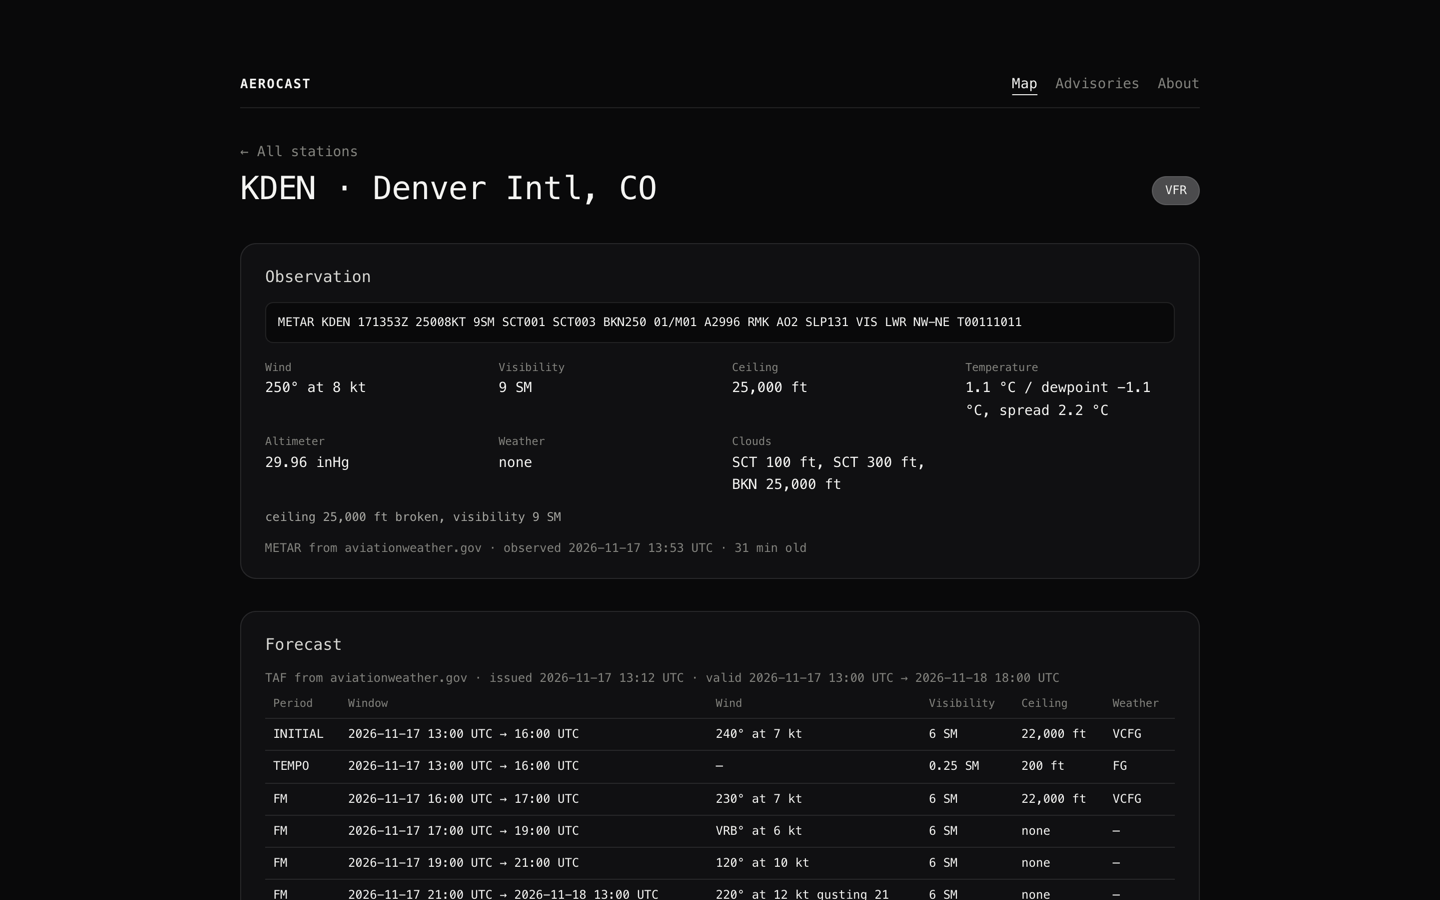 AEROCAST
Map Advisories About
← All stations
KDEN · Denver Intl, CO
VFR
Observation
METAR KDEN 171353Z 25008KT 9SM SCT001 SCT003 BKN250 01/M01 A2996 RMK AO2 SLP131 VIS LWR NW-NE T00111011
Wind Visibility Ceiling Temperature
250° at 8 kt 9 SM 25,000 ft 1.1 °C / dewpoint −1.1
°C, spread 2.2 °C
Altimeter Weather Clouds
29.96 inHg none SCT 100 ft, SCT 300 ft,
BKN 25,000 ft
ceiling 25,000 ft broken, visibility 9 SM
METAR from aviationweather.gov · observed 2026-11-17 13:53 UTC · 31 min old
Forecast
TAF from aviationweather.gov · issued 2026-11-17 13:12 UTC · valid 2026-11-17 13:00 UTC → 2026-11-18 18:00 UTC
Period Window Wind Visibility Ceiling Weather
INITIAL 2026-11-17 13:00 UTC → 16:00 UTC 240° at 7 kt 6 SM 22,000 ft VCFG
TEMPO 2026-11-17 13:00 UTC → 16:00 UTC — 0.25 SM 200 ft FG
FM 2026-11-17 16:00 UTC → 17:00 UTC 230° at 7 kt 6 SM 22,000 ft VCFG
FM 2026-11-17 17:00 UTC → 19:00 UTC VRB° at 6 kt 6 SM none —
FM 2026-11-17 19:00 UTC → 21:00 UTC 120° at 10 kt 6 SM none —
FM 2026-11-17 21:00 UTC → 2026-11-18 13:00 UTC 220° at 12 kt gusting 21 6 SM none —